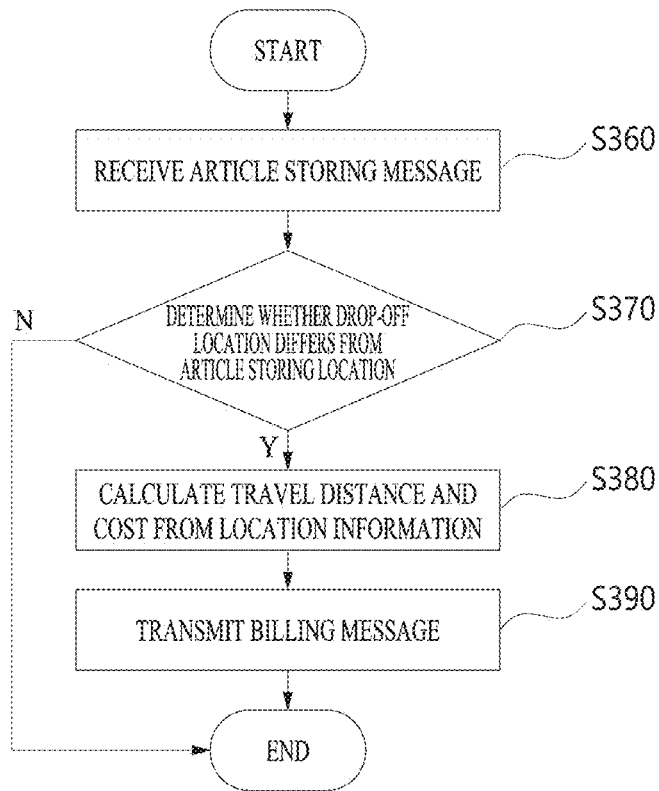 START
RECEIVE ARTICLE STORING MESSAGE
S360
N
DETERMINE WHETHER DROP-OFF
LOCATION DIFFERS FROM
ARTICLE STORING LOCATION
S370
Y
CALCULATE TRAVEL DISTANCE AND
COST FROM LOCATION INFORMATION
S380
TRANSMIT BILLING MESSAGE
S390
END